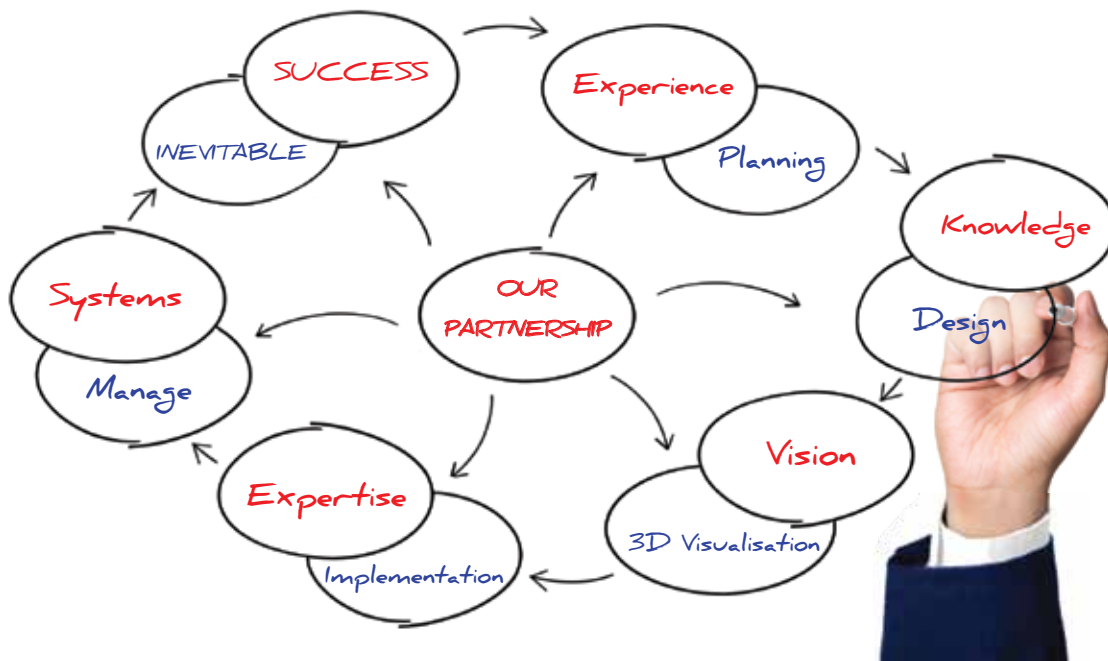 SUCCESS
INEVITABLE
Experience
Planning
Knowledge
Design
OUR
PARTNERSHIP
Systems
Manage
Vision
3D Visualisation
Expertise
Implementation